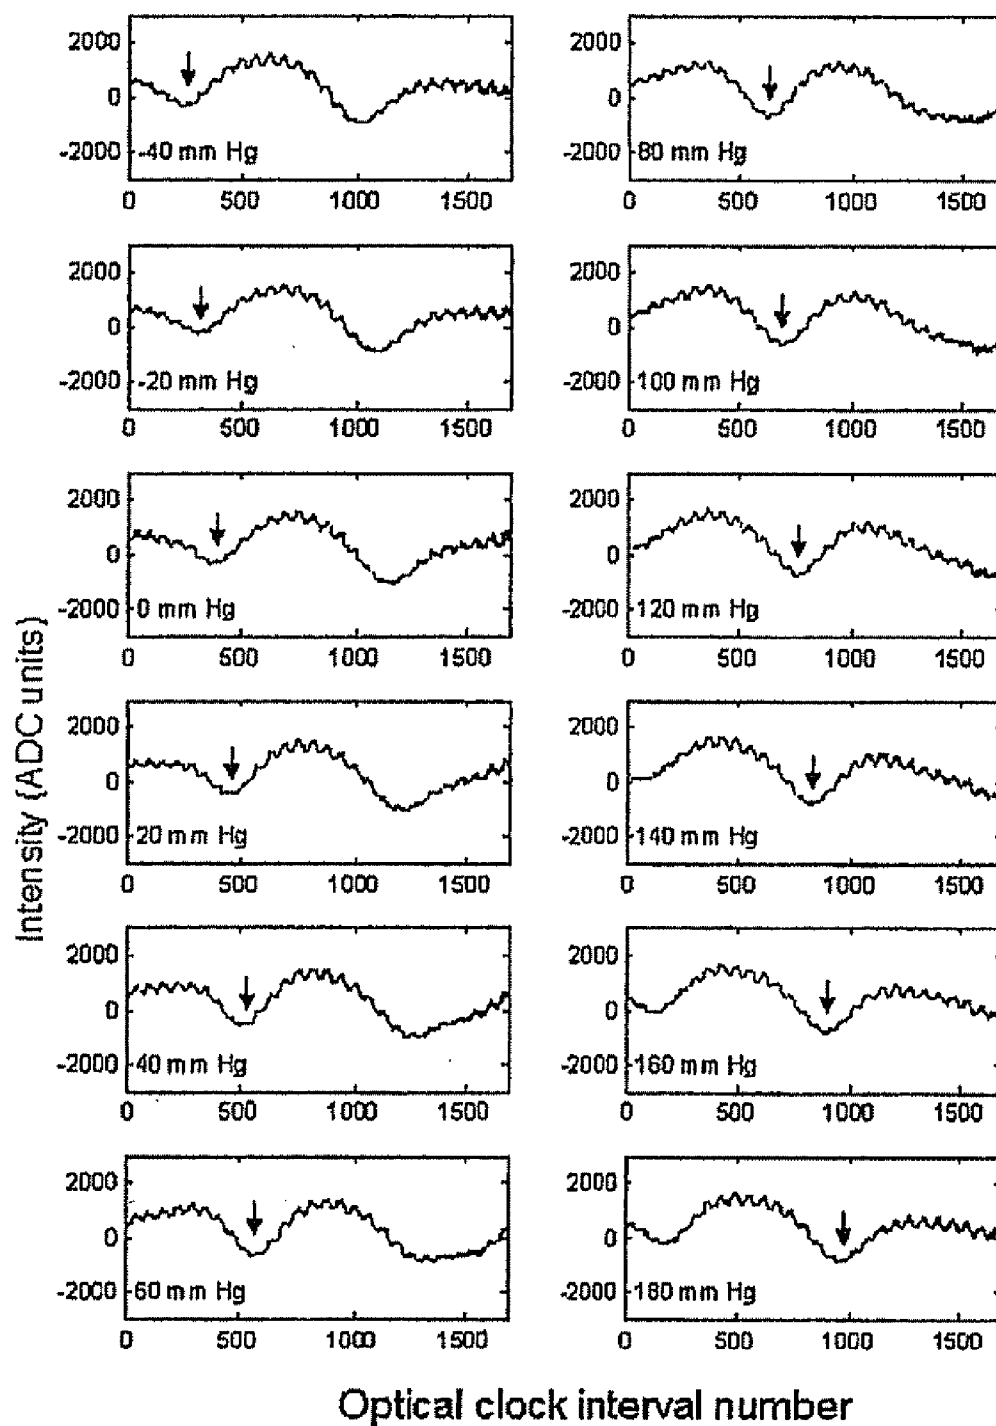 2000
0
-2000
-40 mm Hg
0 500 1000 1500
2000
0
-2000
-20 mm Hg
0 500 1000 1500
2000
0
-2000
0 mm Hg
0 500 1000 1500
2000
0
-2000
20 mm Hg
0 500 1000 1500
2000
0
-2000
40 mm Hg
0 500 1000 1500
2000
0
-2000
60 mm Hg
0 500 1000 1500
2000
0
-2000
80 mm Hg
0 500 1000 1500
2000
0
-2000
100 mm Hg
0 500 1000 1500
2000
0
-2000
120 mm Hg
0 500 1000 1500
2000
0
-2000
140 mm Hg
0 500 1000 1500
2000
0
-2000
160 mm Hg
0 500 1000 1500
2000
0
-2000
180 mm Hg
0 500 1000 1500
Intensity (ADC units)
Optical clock interval number